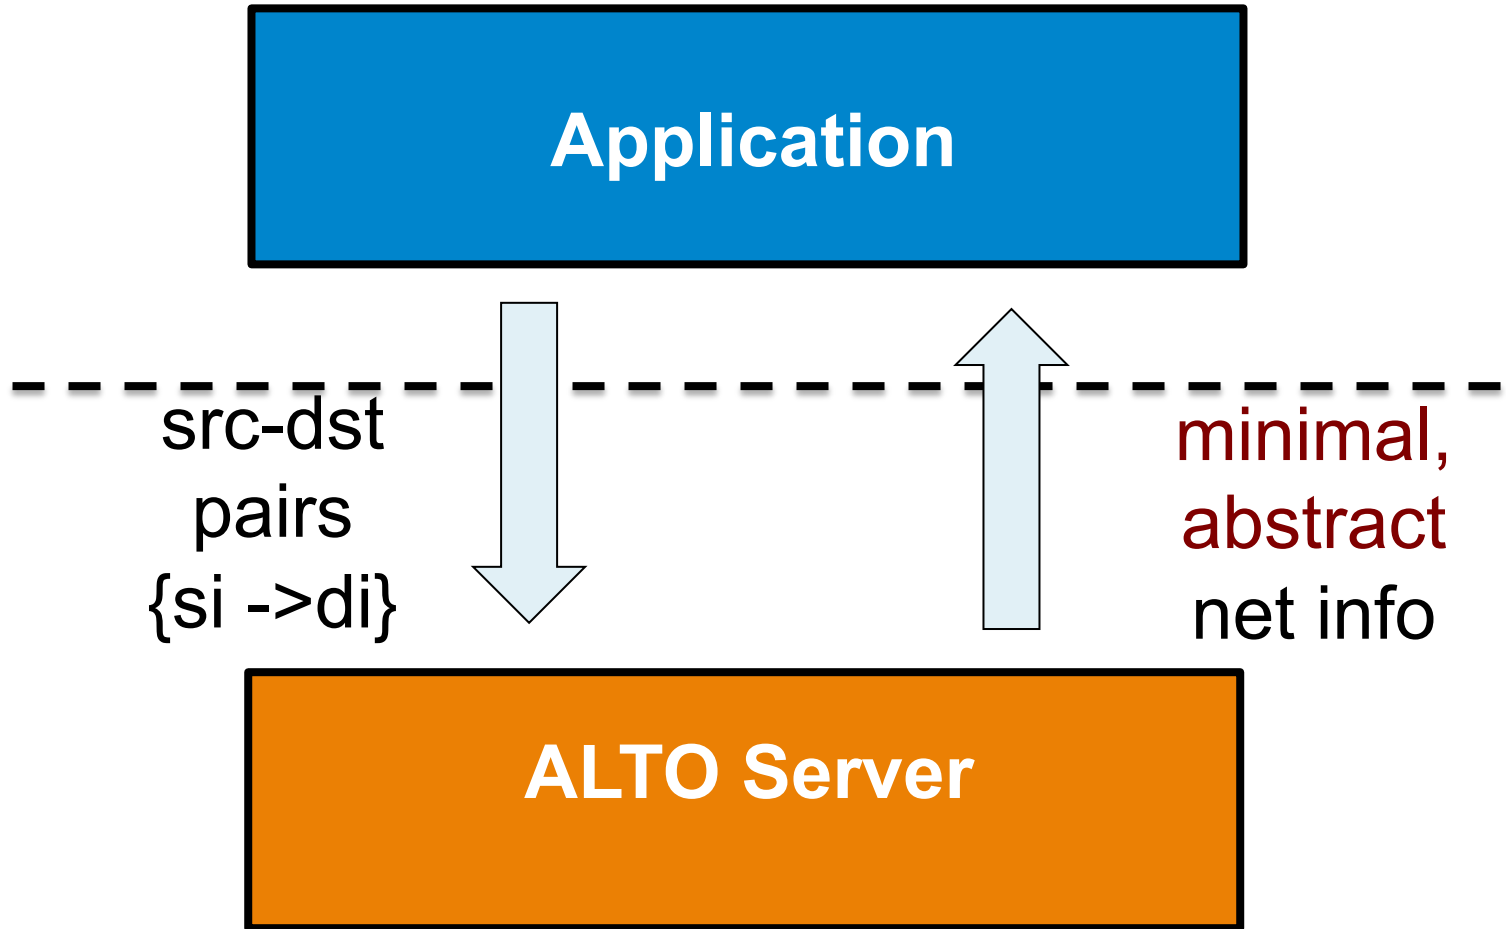 Application
src-dst
pairs
{si ->di}
minimal,
abstract
net info
ALTO Server